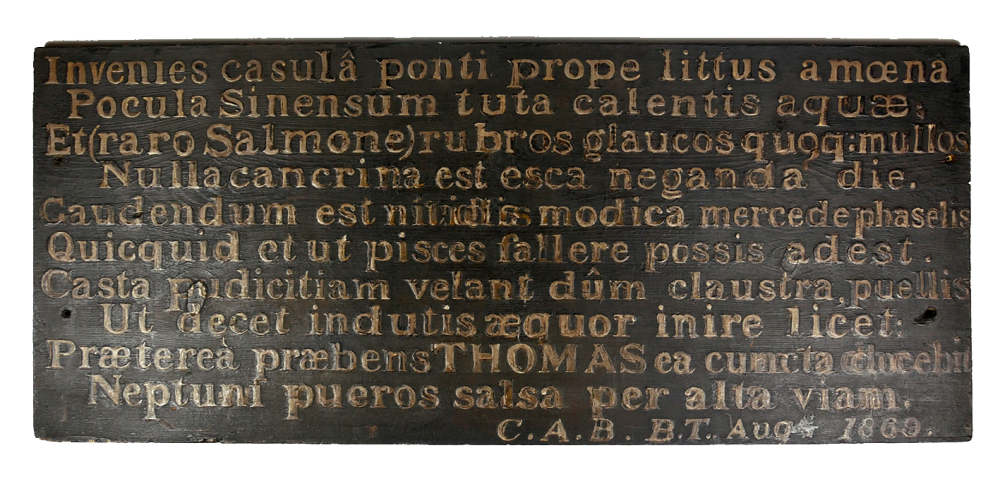 Invenies casulâ ponti prope littus amœna
Pocula Sinensum tuta calentis aquæ;
Et (raro Salmone) rubros glaucos quoq: mullos
Nulla cancrina est esca neganda die.
Gaudendum est nitidis modica mercede phaselis
Quicquid et ut pisces fallere possis adest.
Casta pudicitiam velant dûm claustra, puellis
Ut decet indutis æquor inire licet:
Prætereà præbens THOMAS ea cuncta docebit
Neptuni pueros salsa per alta viam.
C. A. B. B.T. Augst 1869.